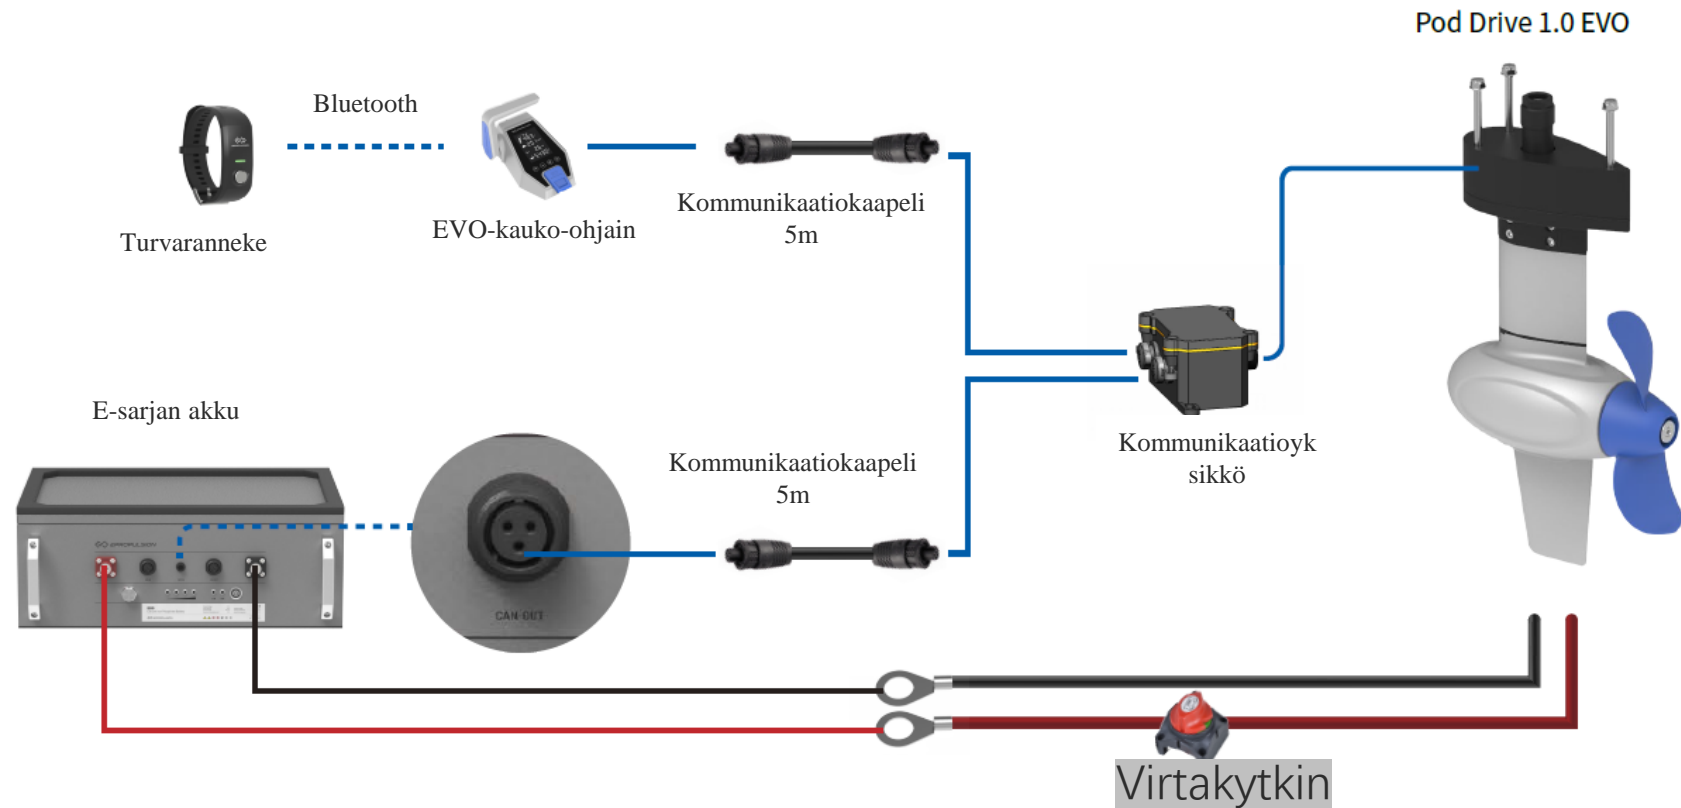 Pod Drive 1.0 EVO
Bluetooth
Turvaranneke
EVO-kauko-ohjain
Kommunikaatiokaapeli
5m
E-sarjan akku
Kommunikaatiokaapeli
5m
Kommunikaatioyk
sikkö
ePROPULSION
CAN OUT
Virtakytkin